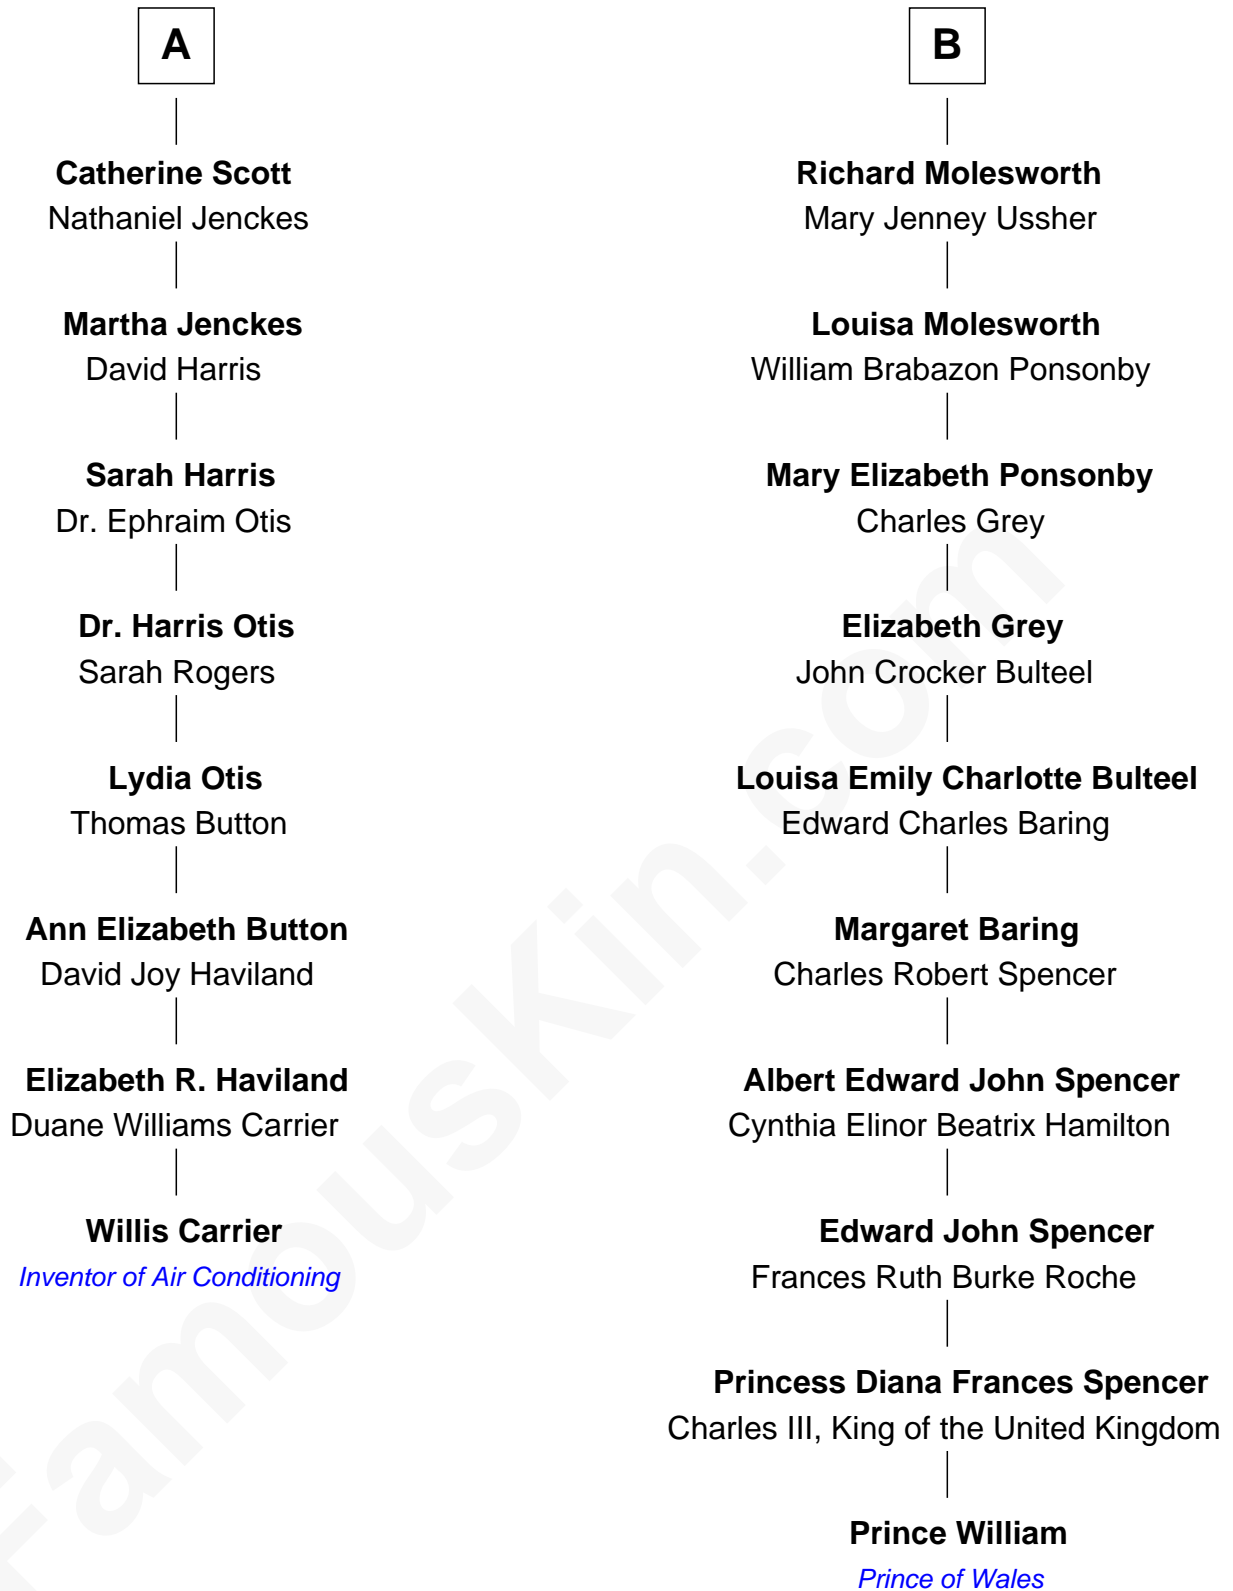 A
Catherine Scott
Nathaniel Jenckes
Martha Jenckes
David Harris
Sarah Harris
Dr. Ephraim Otis
Dr. Harris Otis
Sarah Rogers
Lydia Otis
Thomas Button
Ann Elizabeth Button
David Joy Haviland
Elizabeth R. Haviland
Duane Williams Carrier
Willis Carrier
Inventor of Air Conditioning
B
Richard Molesworth
Mary Jenney Ussher
Louisa Molesworth
William Brabazon Ponsonby
Mary Elizabeth Ponsonby
Charles Grey
Elizabeth Grey
John Crocker Bulteel
Louisa Emily Charlotte Bulteel
Edward Charles Baring
Margaret Baring
Charles Robert Spencer
Albert Edward John Spencer
Cynthia Elinor Beatrix Hamilton
Edward John Spencer
Frances Ruth Burke Roche
Princess Diana Frances Spencer
Charles III, King of the United Kingdom
Prince William
Prince of Wales
FamousKin.com